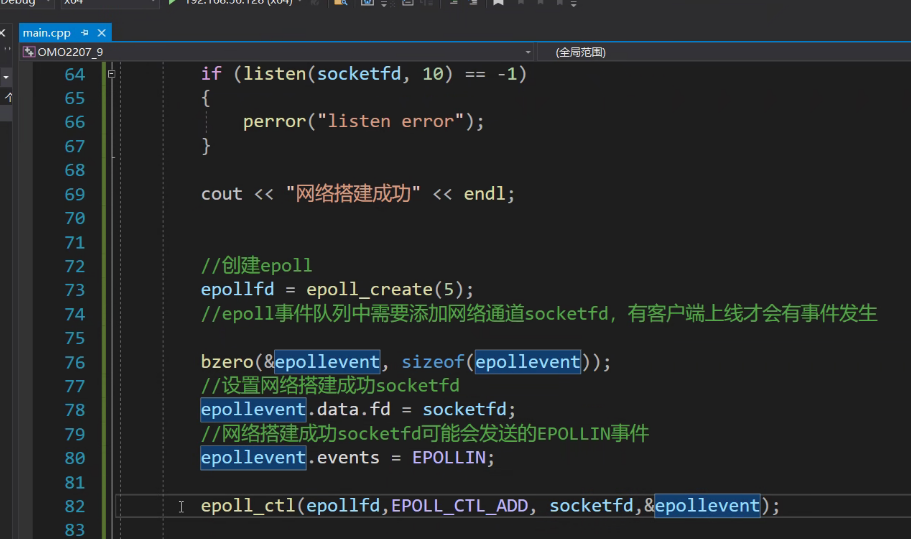 Debug x64 192.168.56.128 (x64)
main.cpp
OMO2207_9 (全局范围)
64 if (listen(socketfd, 10) == -1)
65 {
66 perror("listen error");
67 }
68
69 cout << "网络搭建成功" << endl;
70
71
72 //创建epoll
73 epollfd = epoll_create(5);
74 //epoll事件队列中需要添加网络通道socketfd，有客户端上线才会有事件发生
75
76 bzero(&epollevent, sizeof(epollevent));
77 //设置网络搭建成功socketfd
78 epollevent.data.fd = socketfd;
79 //网络搭建成功socketfd可能会发送的EPOLLIN事件
80 epollevent.events = EPOLLIN;
81
82 epoll_ctl(epollfd,EPOLL_CTL_ADD, socketfd,&epollevent);
83